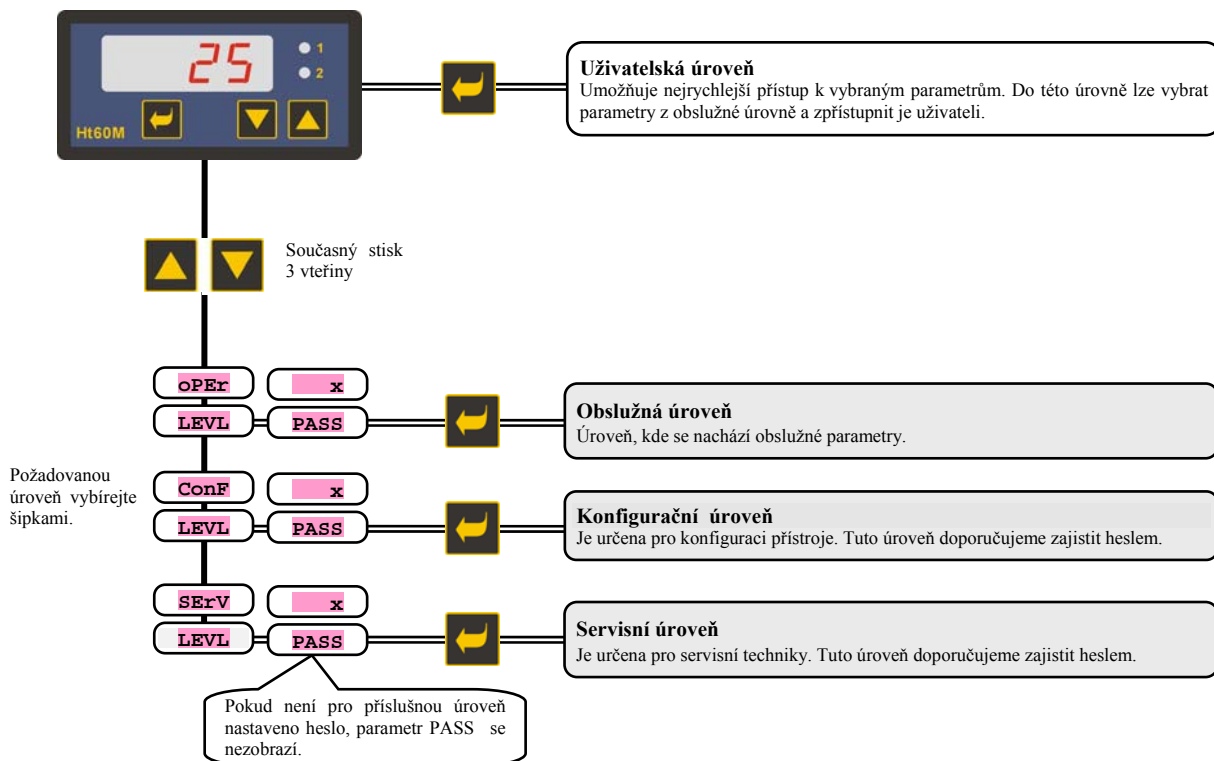 25
1
2
Ht60M
Uživatelská úroveň
Umožňuje nejrychlejší přístup k vybraným parametrům. Do této úrovně lze vybrat
parametry z obslužné úrovně a zpřístupnit je uživateli.
Současný stisk
3 vteřiny
oPEr x
LEVL PASS
Obslužná úroveň
Úroveň, kde se nachází obslužné parametry.
Požadovanou
úroveň vybírejte
šipkami.
ConF x
LEVL PASS
Konfigurační úroveň
Je určena pro konfiguraci přístroje. Tuto úroveň doporučujeme zajistit heslem.
SErV x
LEVL PASS
Servisní úroveň
Je určena pro servisní techniky. Tuto úroveň doporučujeme zajistit heslem.
Pokud není pro příslušnou úroveň
nastaveno heslo, parametr PASS se
nezobrazí.